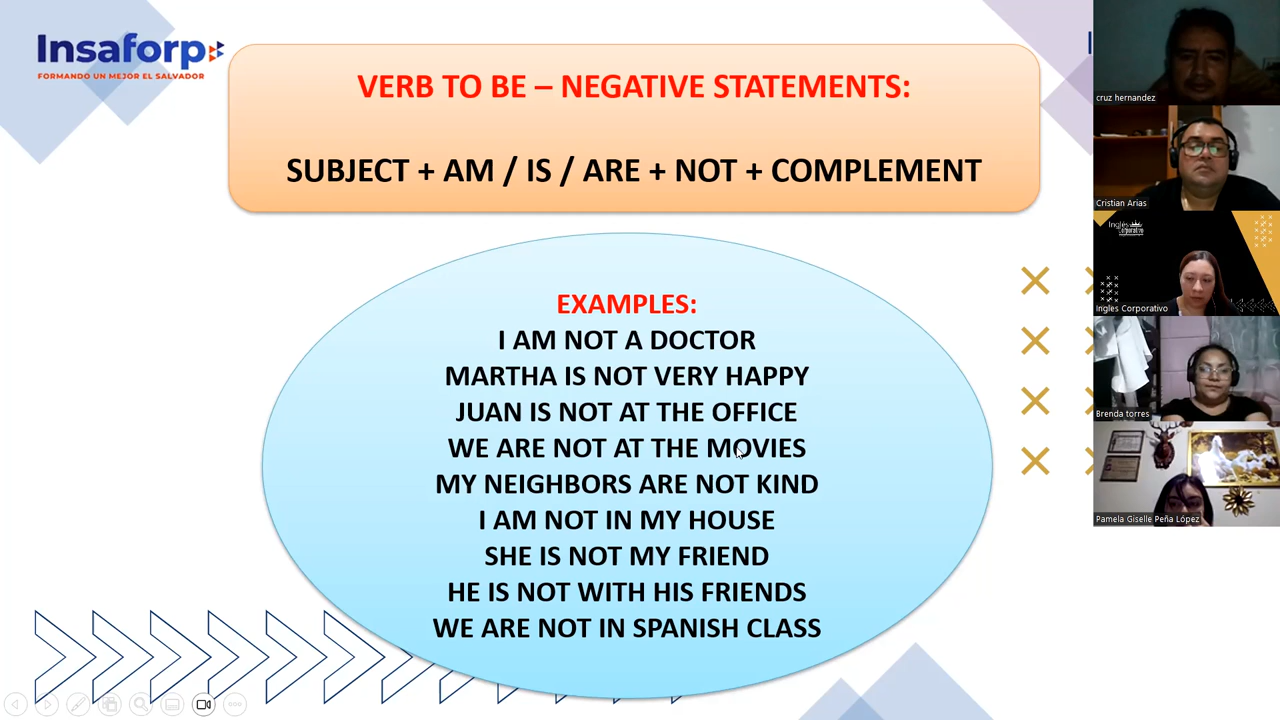 Insaforp
FORMANDO UN MEJOR EL SALVADOR
VERB TO BE – NEGATIVE STATEMENTS:
SUBJECT + AM / IS / ARE + NOT + COMPLEMENT
EXAMPLES:
I AM NOT A DOCTOR
MARTHA IS NOT VERY HAPPY
JUAN IS NOT AT THE OFFICE
WE ARE NOT AT THE MOVIES
MY NEIGHBORS ARE NOT KIND
I AM NOT IN MY HOUSE
SHE IS NOT MY FRIEND
HE IS NOT WITH HIS FRIENDS
WE ARE NOT IN SPANISH CLASS
cruz hernandez
Cristian Arias
Inglés
Corporativo
Ingles Corporativo
Brenda torres
Pamela Giselle Peña López